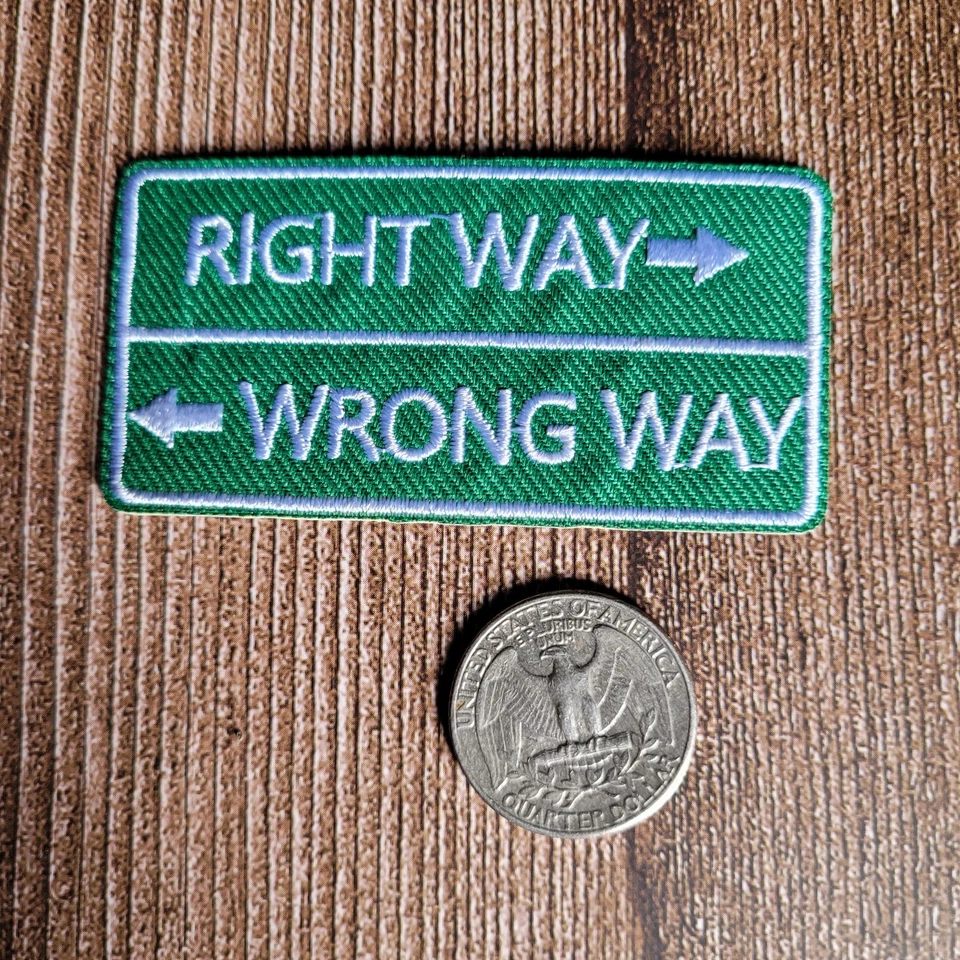 RIGHT WAY →
← WRONG WAY
UNITED STATES OF AMERICA
E PLURIBUS
UNUM
QUARTER DOLLAR